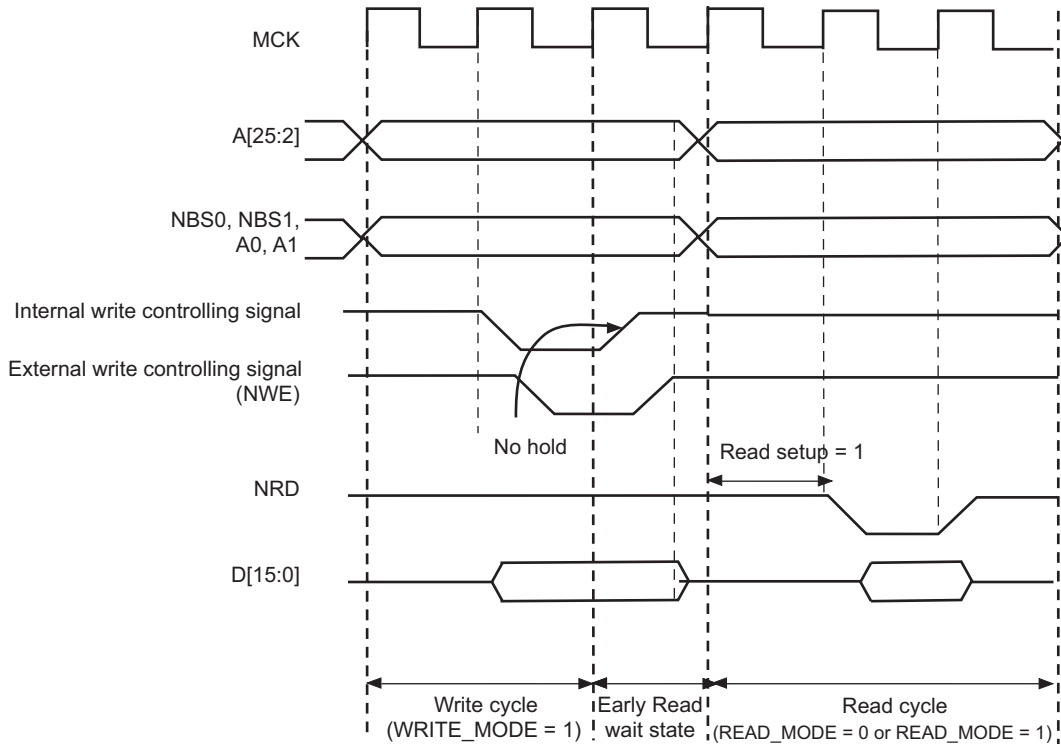 MCK
A[25:2]
NBS0, NBS1,
A0, A1
Internal write controlling signal
External write controlling signal
(NWE)
No hold
Read setup = 1
NRD
D[15:0]
Write cycle
(WRITE_MODE = 1)
Early Read
wait state
Read cycle
(READ_MODE = 0 or READ_MODE = 1)